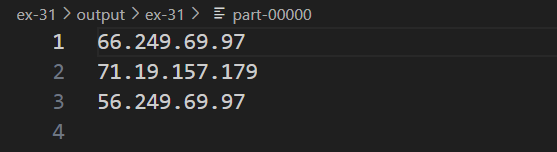 ex-31 > output > ex-31 > part-00000
1 66.249.69.97
2 71.19.157.179
3 56.249.69.97
4